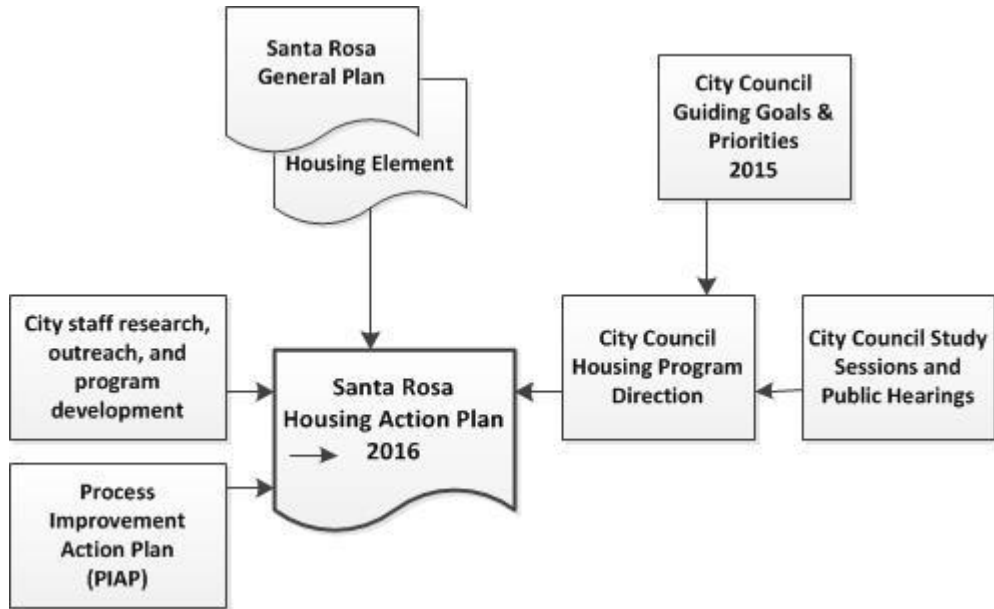 Santa Rosa
General Plan
Housing Element
City Council
Guiding Goals &
Priorities
2015
City staff research,
outreach, and
program
development
Santa Rosa
Housing Action Plan
2016
City Council
Housing Program
Direction
City Council Study
Sessions and
Public Hearings
Process
Improvement
Action Plan
(PIAP)